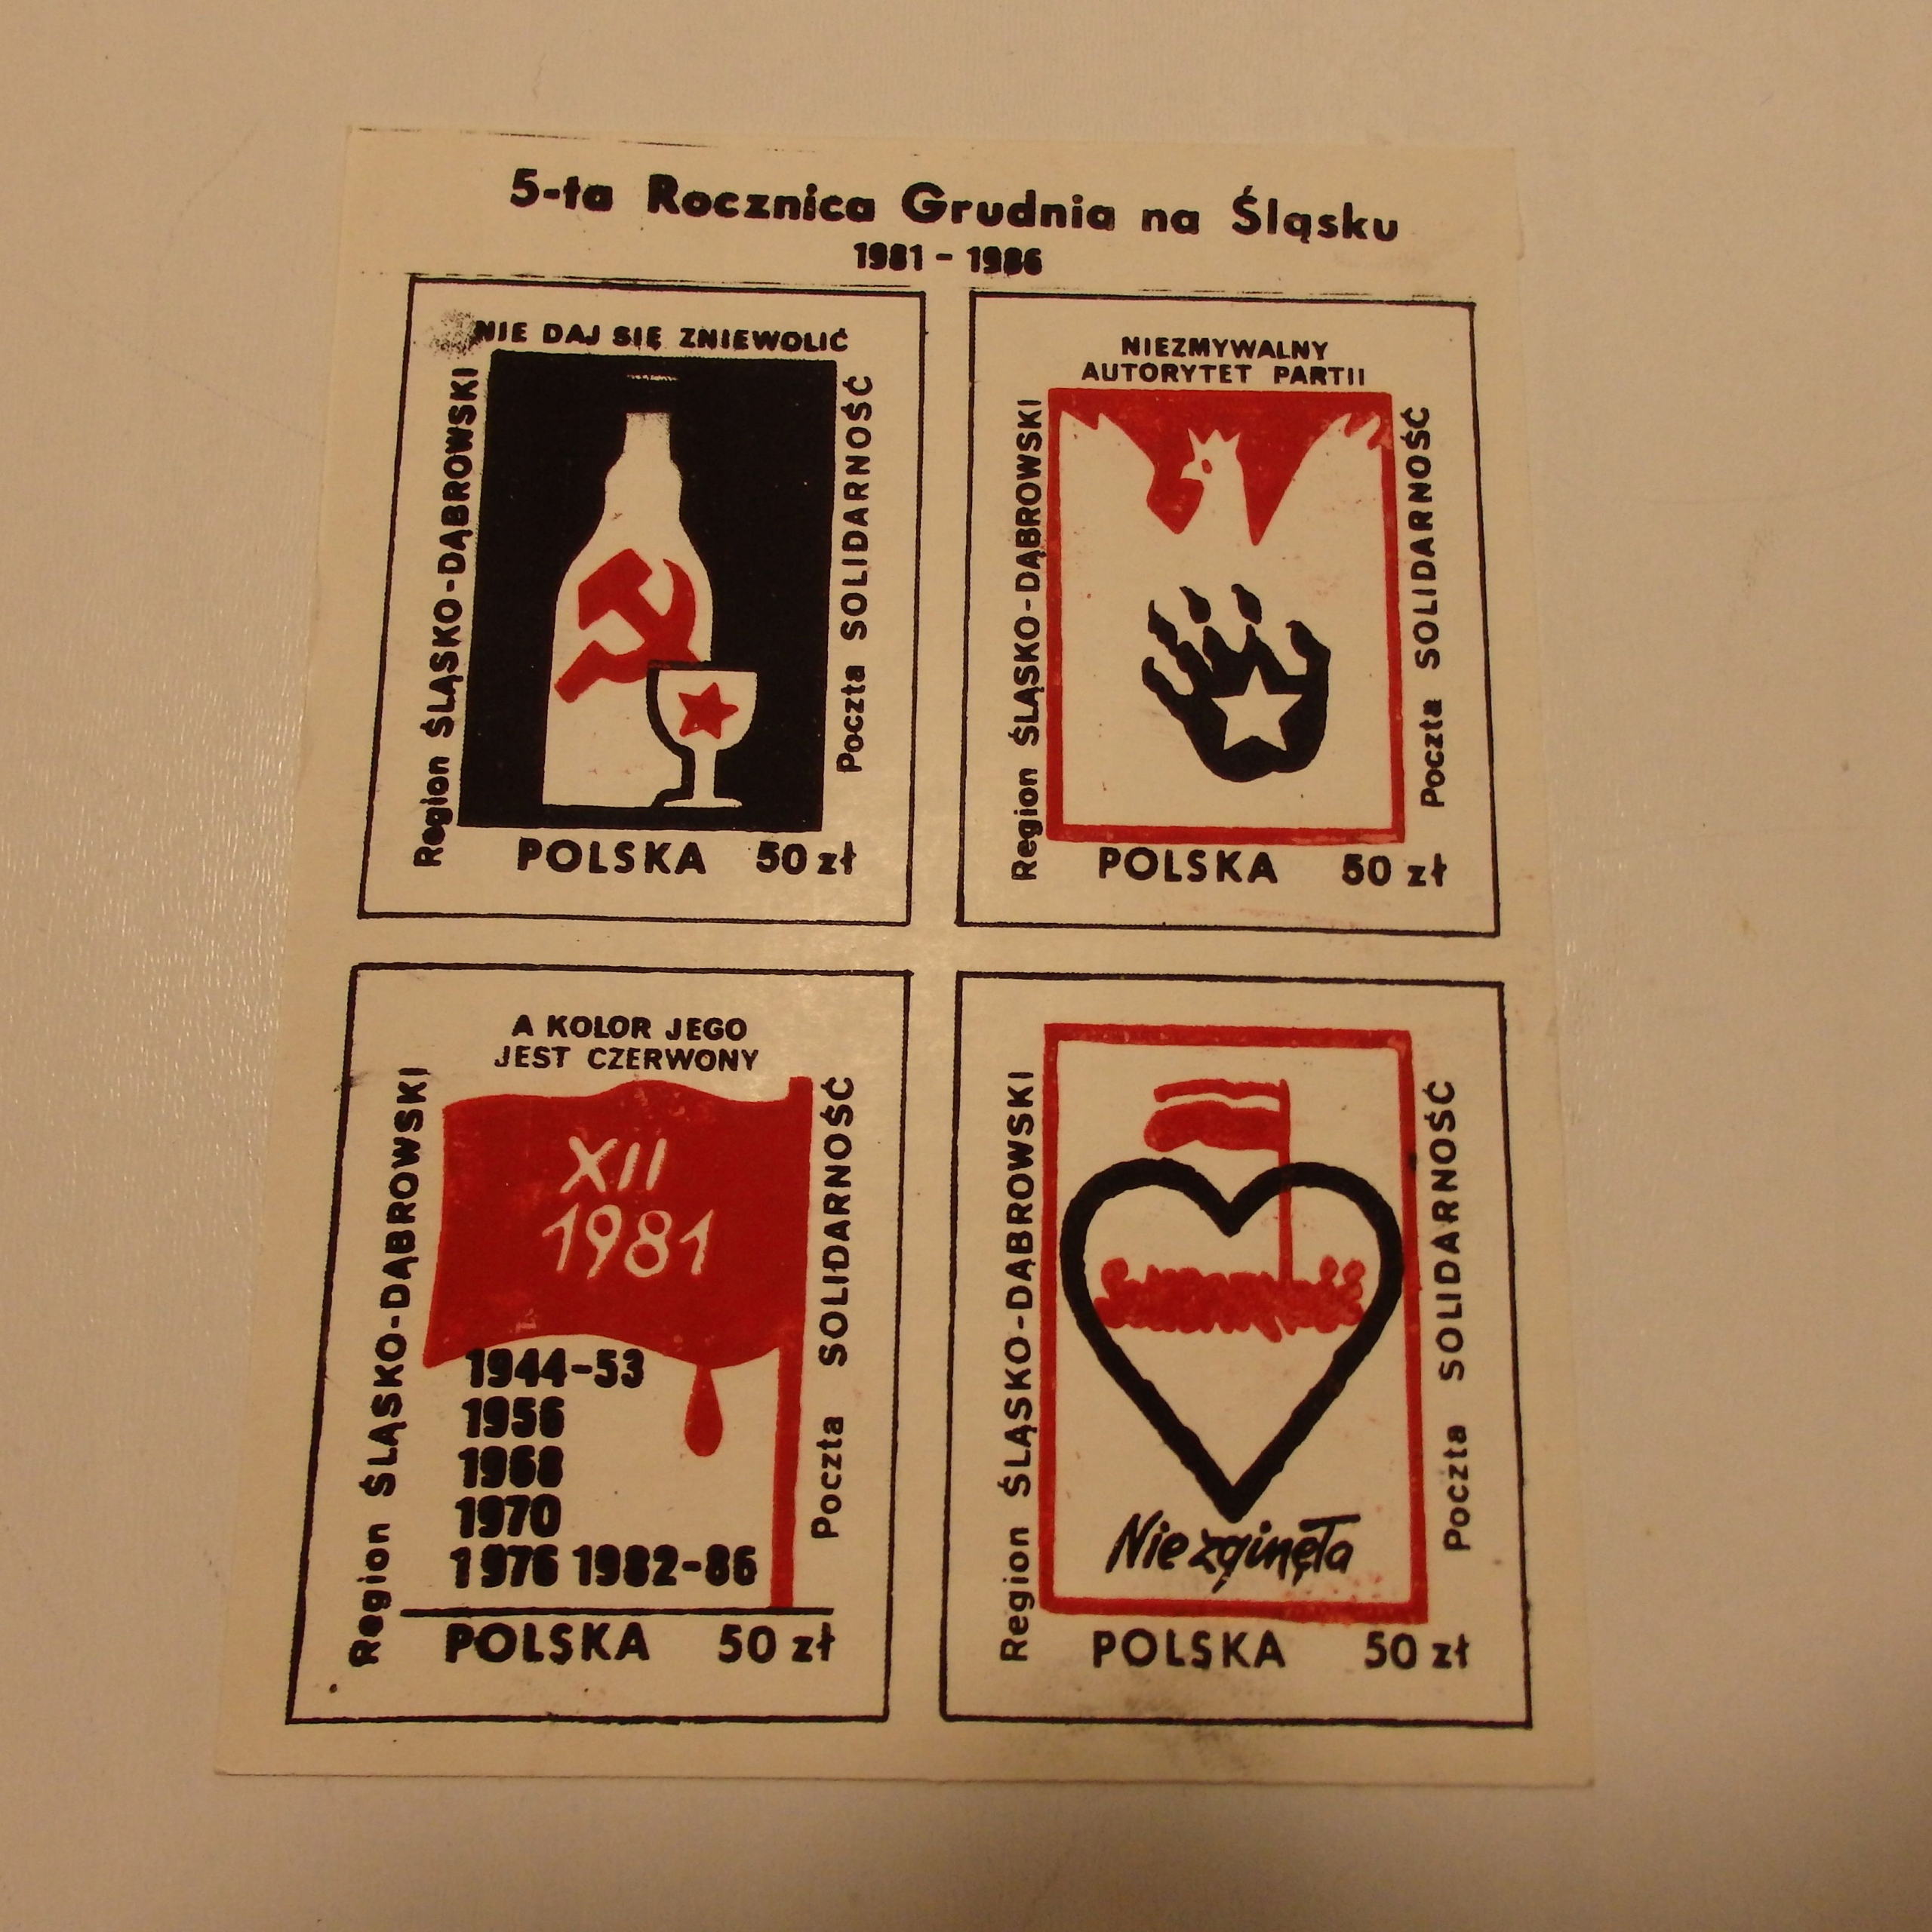 5-ta Rocznica Grudnia na Śląsku
1981 - 1986
NIE DAJ SIĘ ZNIEWOLIĆ
Region ŚLĄSKO-DĄBROWSKI
Poczta SOLIDARNOŚĆ
POLSKA 50 zł
NIEZMYWALNY
AUTORYTET PARTII
Region ŚLĄSKO-DĄBROWSKI
Poczta SOLIDARNOŚĆ
POLSKA 50 zł
A KOLOR JEGO
JEST CZERWONY
Region ŚLĄSKO-DĄBROWSKI
XII
1981
1944-53
1956
1968
1970
1976 1982-86
Poczta SOLIDARNOŚĆ
POLSKA 50 zł
Region ŚLĄSKO-DĄBROWSKI
Solidarność
Nie zginęła
Poczta SOLIDARNOŚĆ
POLSKA 50 zł